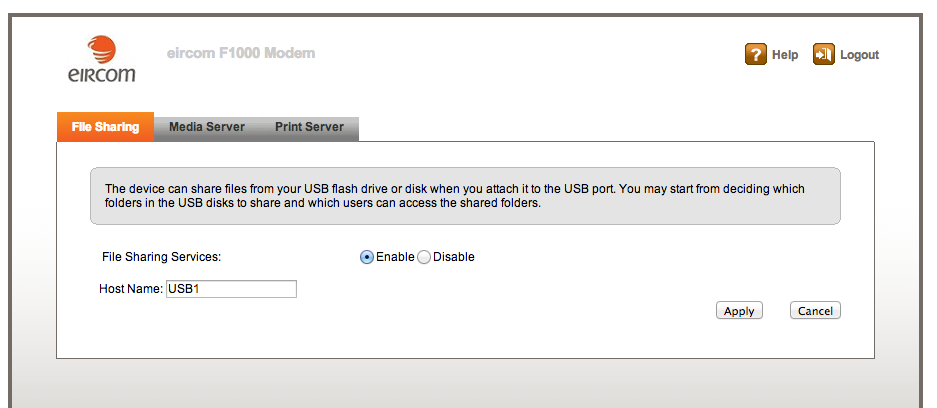 eircom
eircom F1000 Modem
? Help
Logout
File Sharing
Media Server
Print Server
The device can share files from your USB flash drive or disk when you attach it to the USB port. You may start from deciding which
folders in the USB disks to share and which users can access the shared folders.
File Sharing Services: Enable Disable
Host Name: USB1
Apply
Cancel